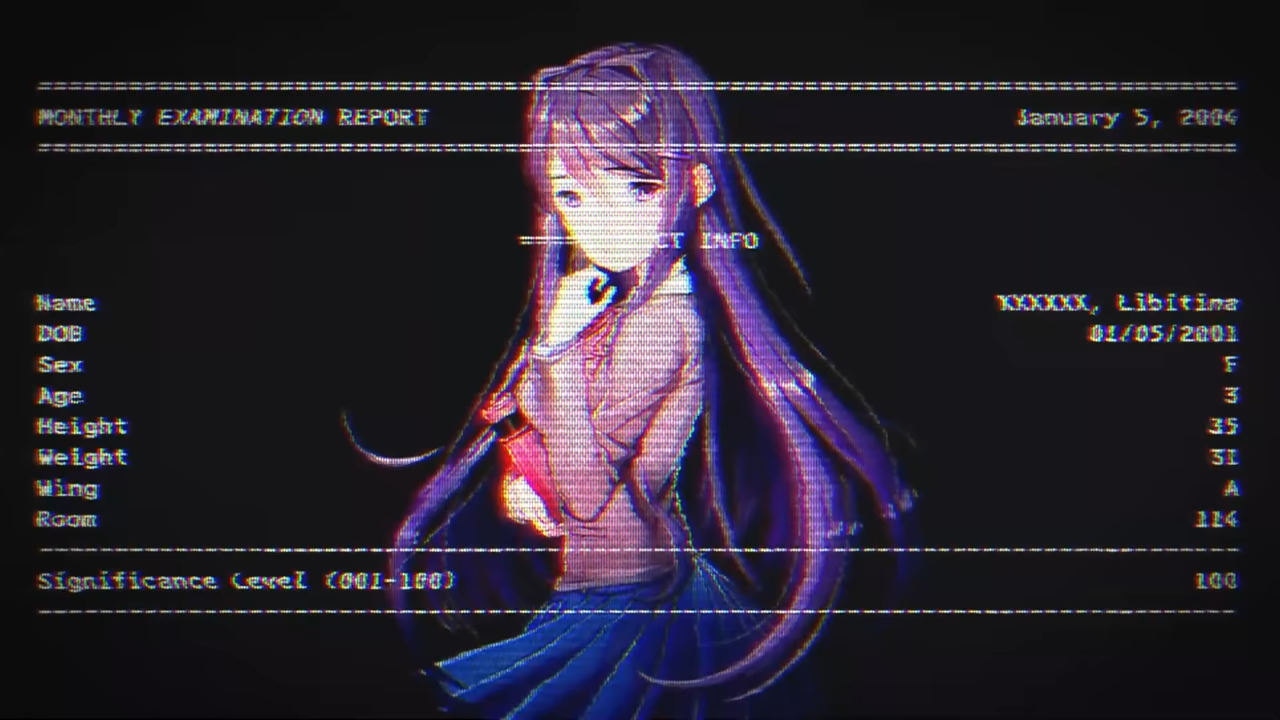 MONTHLY EXAMINATION REPORT January 5, 2004
CT INFO
Name XXXXXX, Libitina
DOB 01/05/2001
Sex F
Age 3
Height 35
Weight 31
Wing A
Room 114
Significance Level (001-100) 100